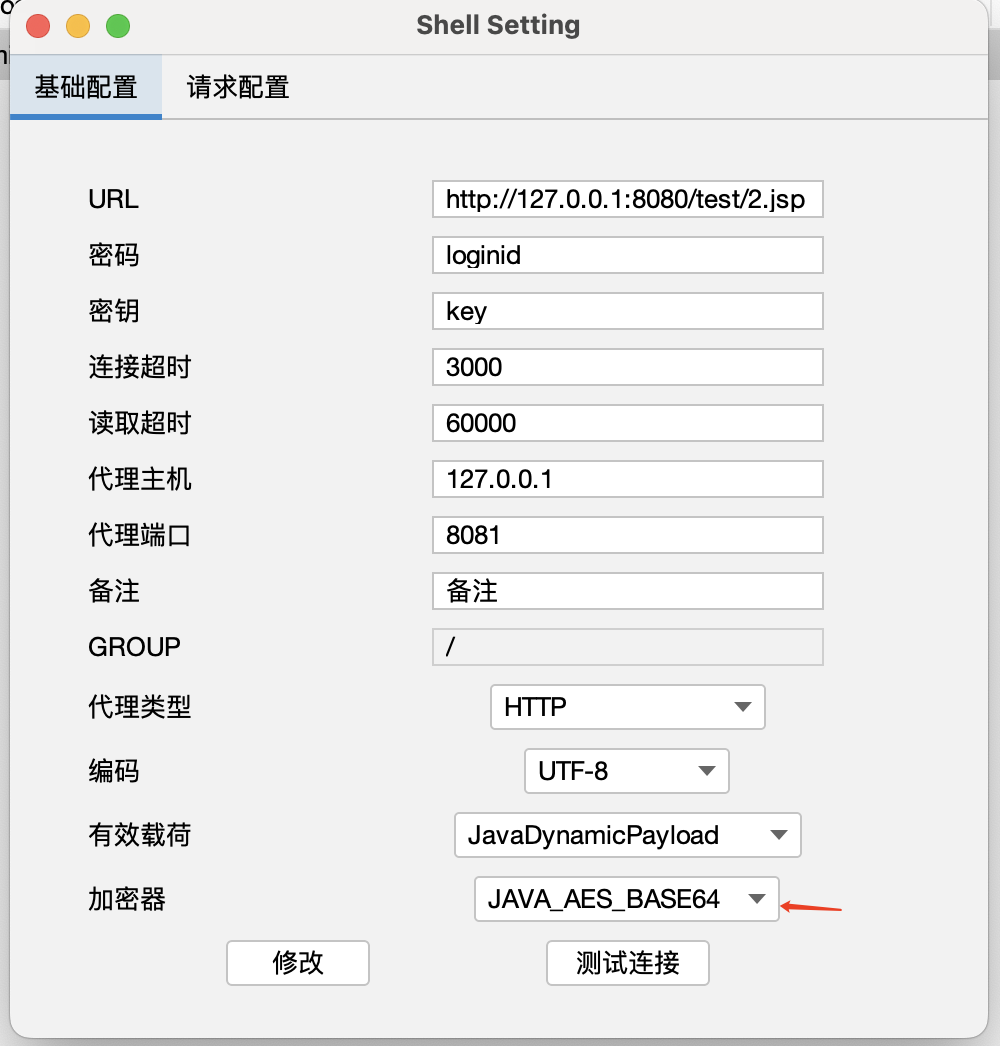 Shell Setting
基础配置 请求配置
URL http://127.0.0.1:8080/test/2.jsp
密码 loginid
密钥 key
连接超时 3000
读取超时 60000
代理主机 127.0.0.1
代理端口 8081
备注 备注
GROUP /
代理类型 HTTP
编码 UTF-8
有效载荷 JavaDynamicPayload
加密器 JAVA_AES_BASE64
修改 测试连接